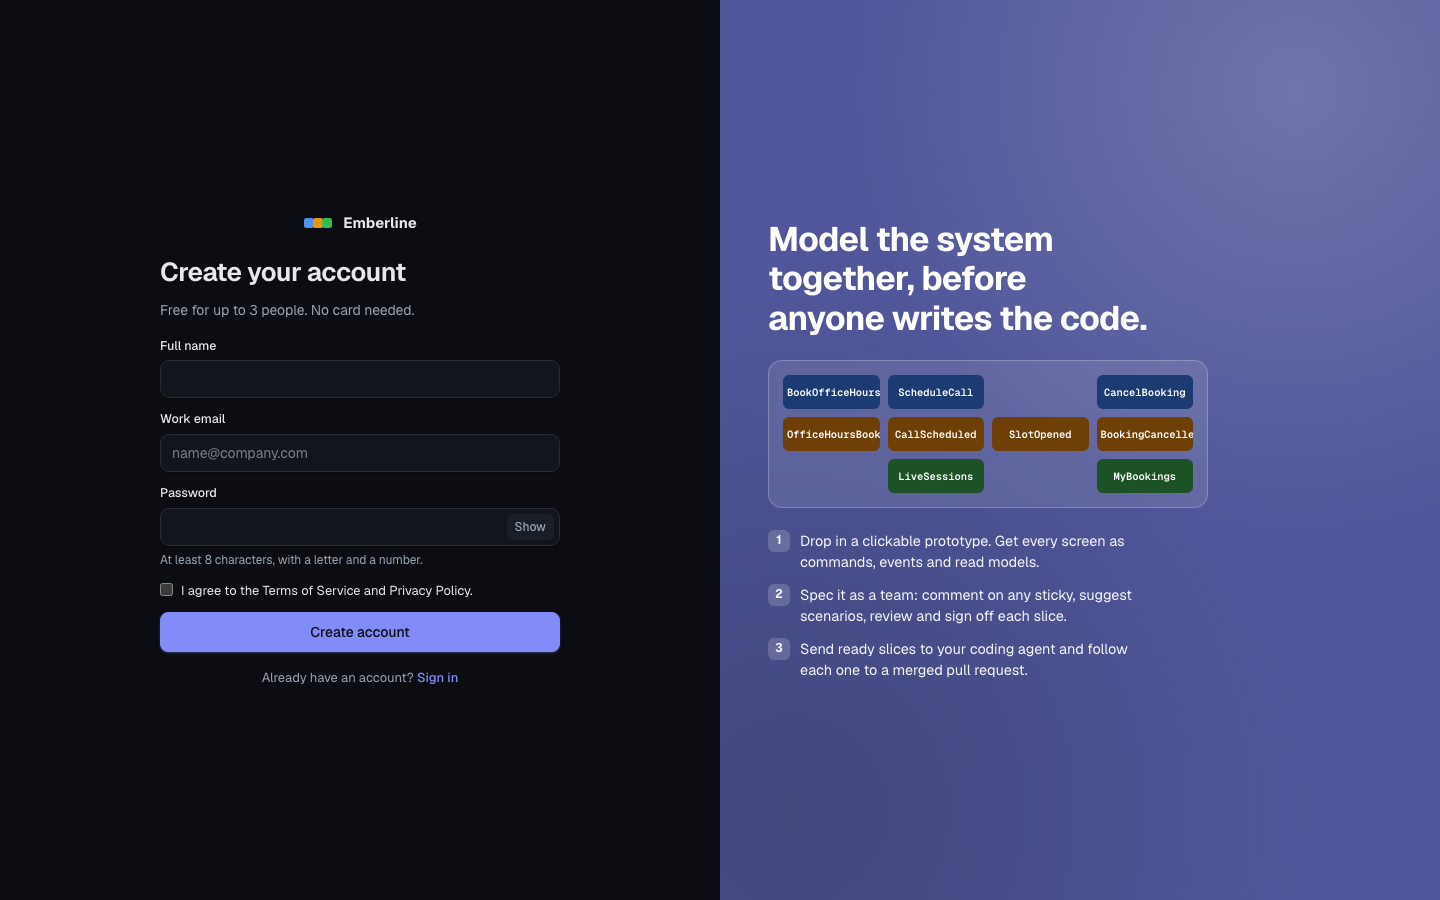 Emberline
Create your account
Free for up to 3 people. No card needed.
Full name
Work email
name@company.com
Password
Show
At least 8 characters, with a letter and a number.
I agree to the Terms of Service and Privacy Policy.
Create account
Already have an account? Sign in
Model the system
together, before
anyone writes the code.
BookOfficeHours ScheduleCall CancelBooking
OfficeHoursBook CallScheduled SlotOpened BookingCancelle
LiveSessions MyBookings
1 Drop in a clickable prototype. Get every screen as
commands, events and read models.
2 Spec it as a team: comment on any sticky, suggest
scenarios, review and sign off each slice.
3 Send ready slices to your coding agent and follow
each one to a merged pull request.